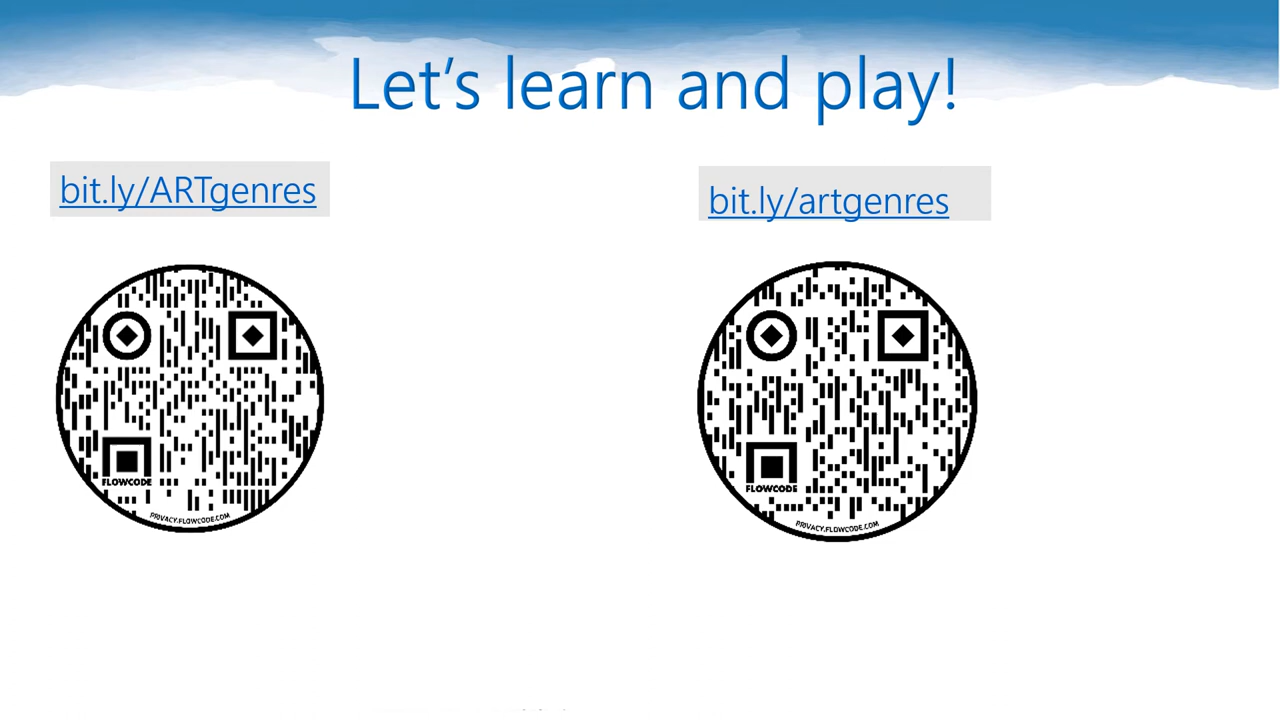 Let's learn and play!
bit.ly/ARTgenres
bit.ly/artgenres
FLOWCODE
PRIVACY.FLOWCODE.COM
FLOWCODE
PRIVACY.FLOWCODE.COM